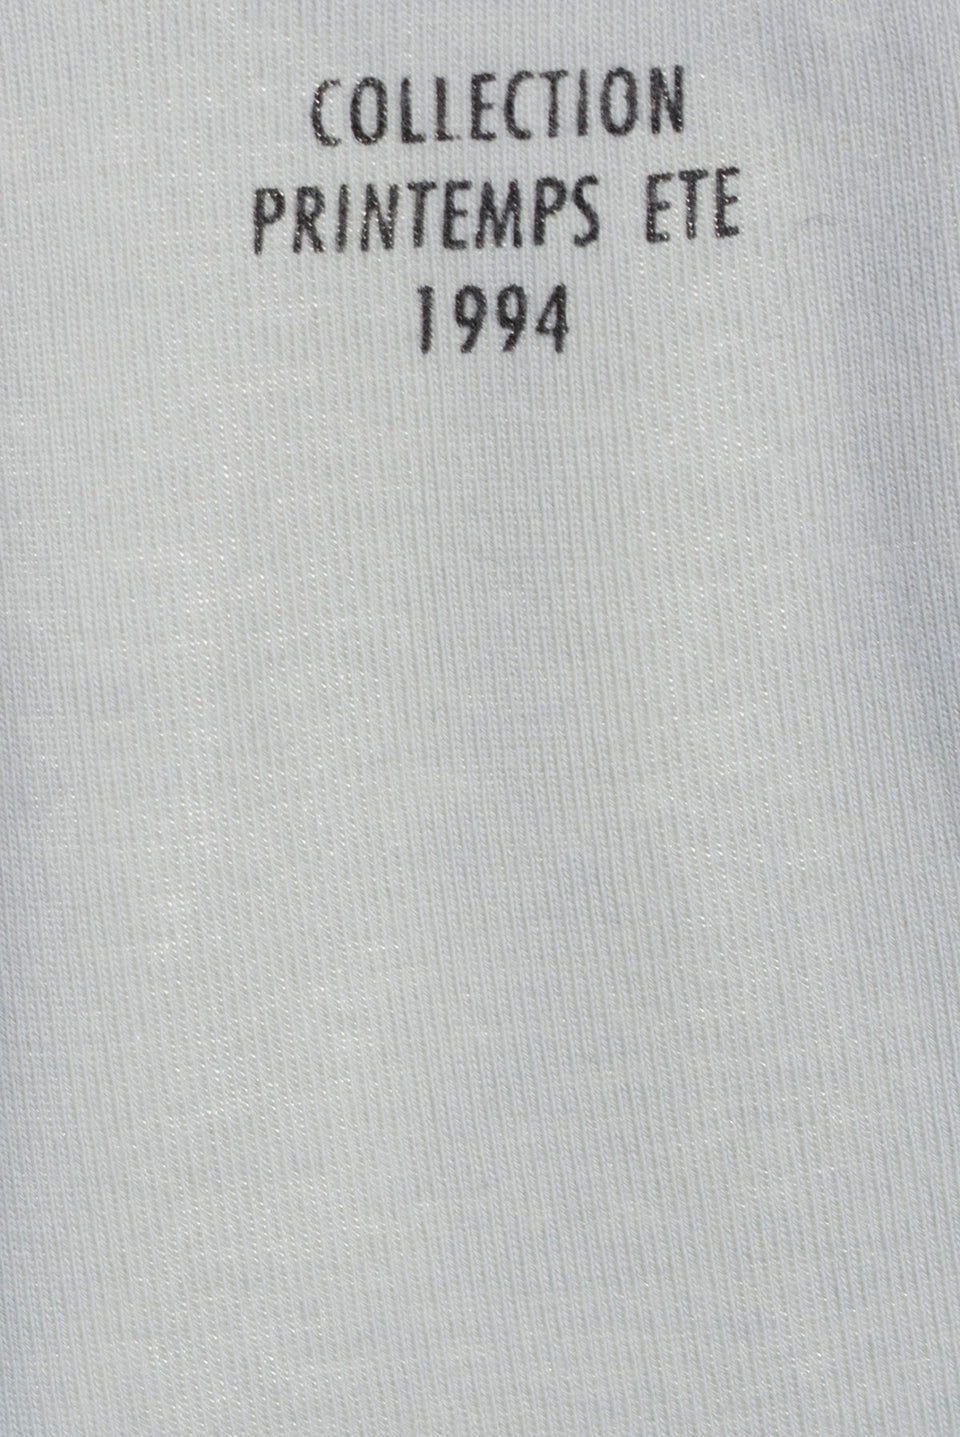 COLLECTION
PRINTEMPS ETE
1994